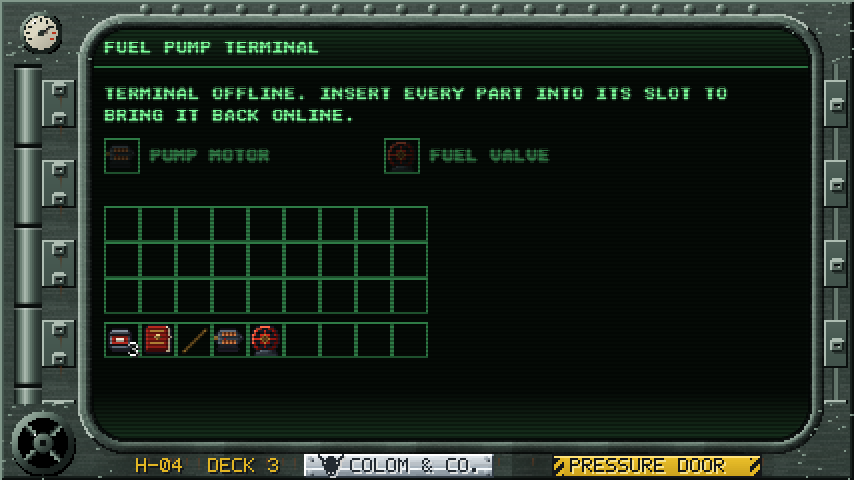 FUEL PUMP TERMINAL
TERMINAL OFFLINE. INSERT EVERY PART INTO ITS SLOT TO
BRING IT BACK ONLINE.
PUMP MOTOR
FUEL VALVE
3
H-04 DECK 3
COLOM & CO.
PRESSURE DOOR